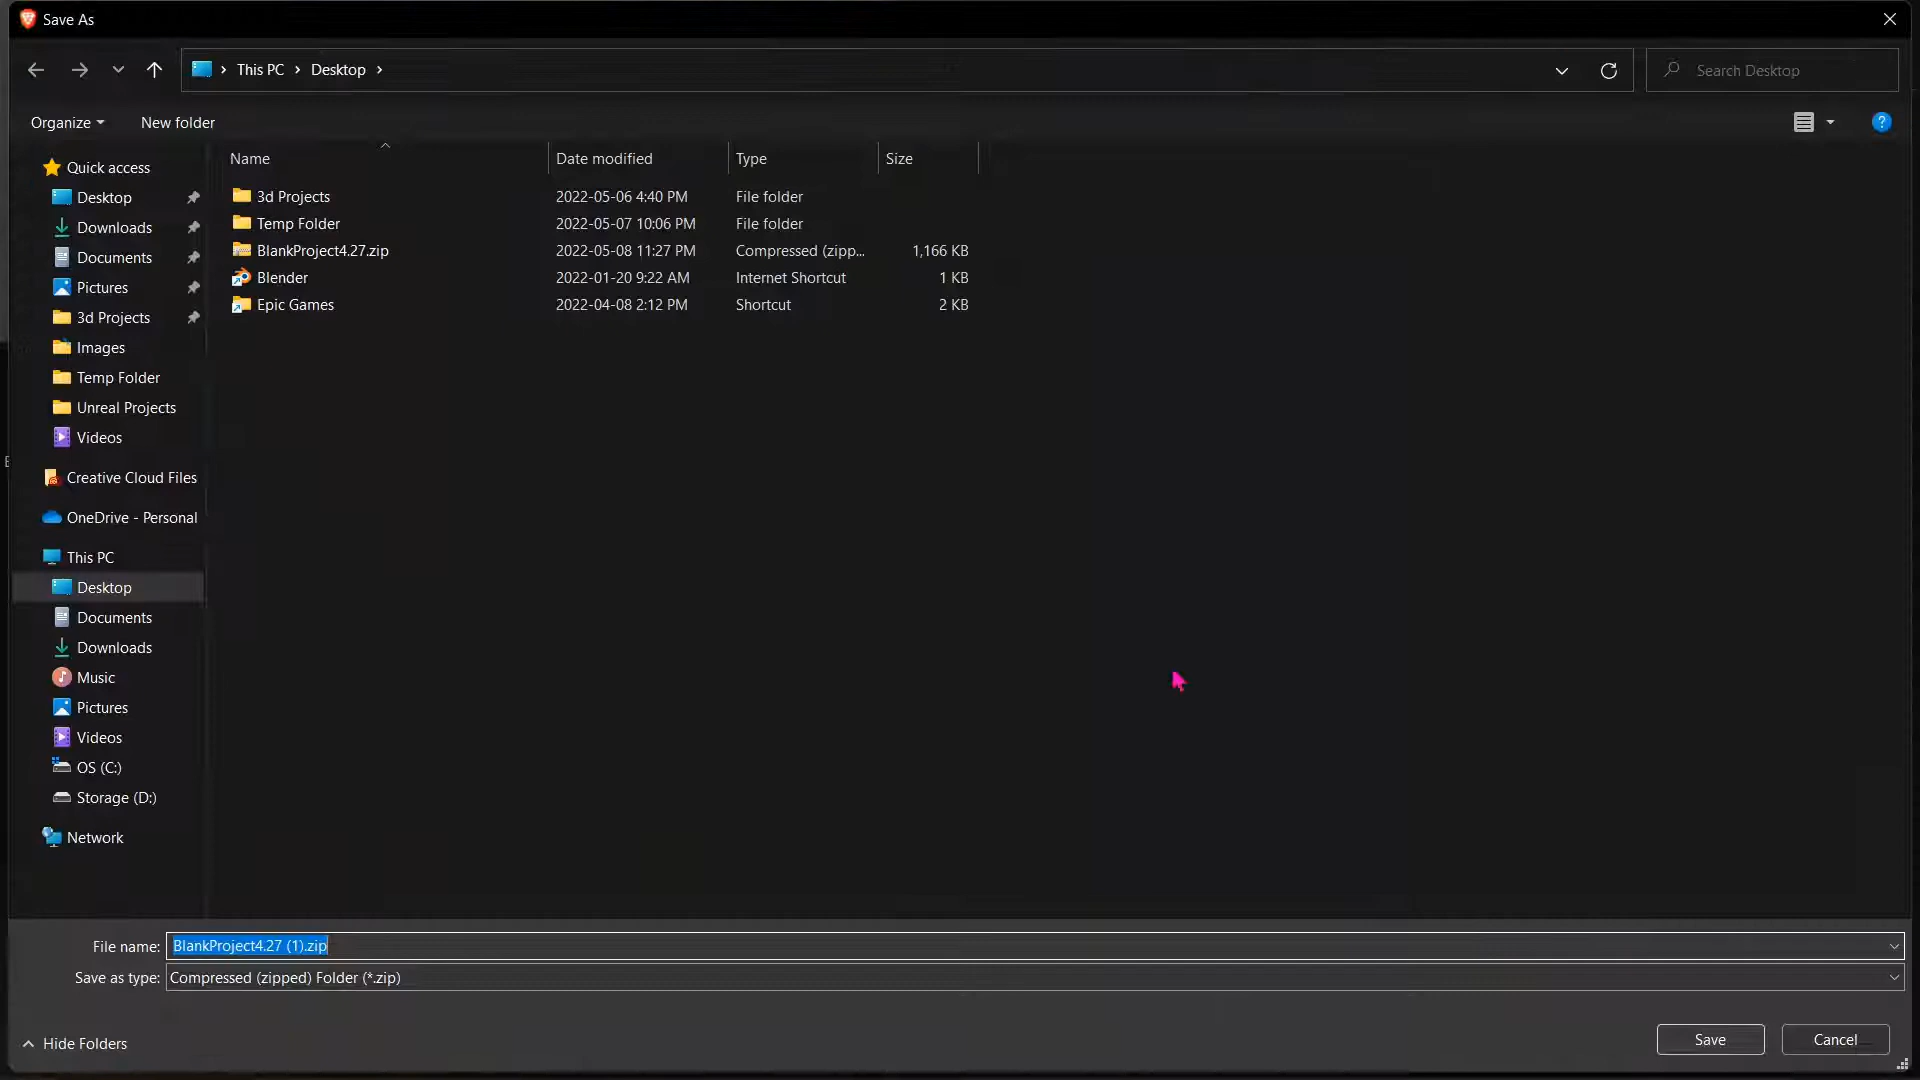 Save As
This PC > Desktop >
Search Desktop
Organize
New folder
?
Name
Date modified
Type
Size
Quick access
Desktop
Downloads
Documents
Pictures
3d Projects
Images
Temp Folder
Unreal Projects
Videos
Creative Cloud Files
OneDrive - Personal
This PC
Desktop
Documents
Downloads
Music
Pictures
Videos
OS (C:)
Storage (D:)
Network
3d Projects 2022-05-06 4:40 PM File folder
Temp Folder 2022-05-07 10:06 PM File folder
BlankProject4.27.zip 2022-05-08 11:27 PM Compressed (zipp... 1,166 KB
Blender 2022-01-20 9:22 AM Internet Shortcut 1 KB
Epic Games 2022-04-08 2:12 PM Shortcut 2 KB
File name: BlankProject4.27 (1).zip
Save as type: Compressed (zipped) Folder (*.zip)
Hide Folders
Save
Cancel